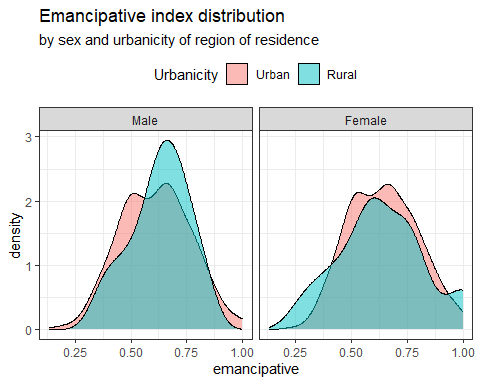 Emancipative index distribution
by sex and urbanicity of region of residence
Urbanicity Urban Rural
Male Female
3
2
1
0
density
0.25 0.50 0.75 1.00 0.25 0.50 0.75 1.00
emancipative